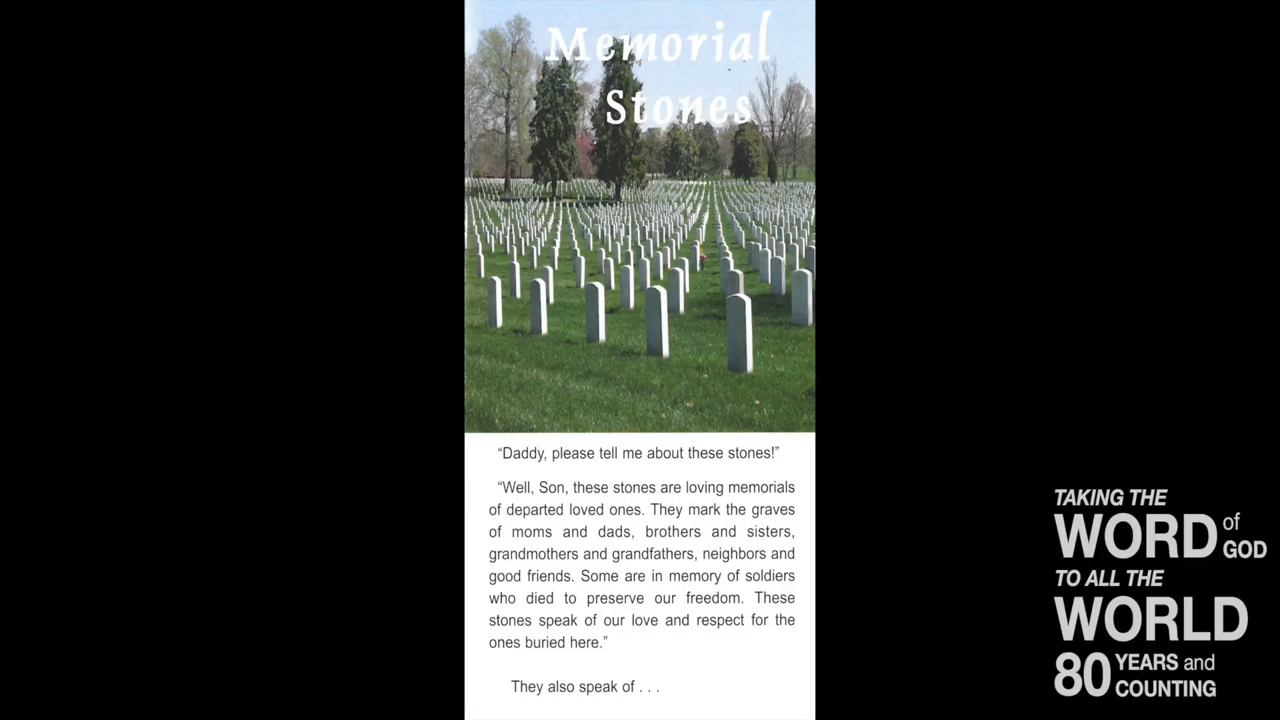 Memorial
Stones
“Daddy, please tell me about these stones!”
“Well, Son, these stones are loving memorials
of departed loved ones. They mark the graves
of moms and dads, brothers and sisters,
grandmothers and grandfathers, neighbors and
good friends. Some are in memory of soldiers
who died to preserve our freedom. These
stones speak of our love and respect for the
ones buried here.”
They also speak of . . .
TAKING THE
WORD of GOD
TO ALL THE
WORLD
80 YEARS and
COUNTING